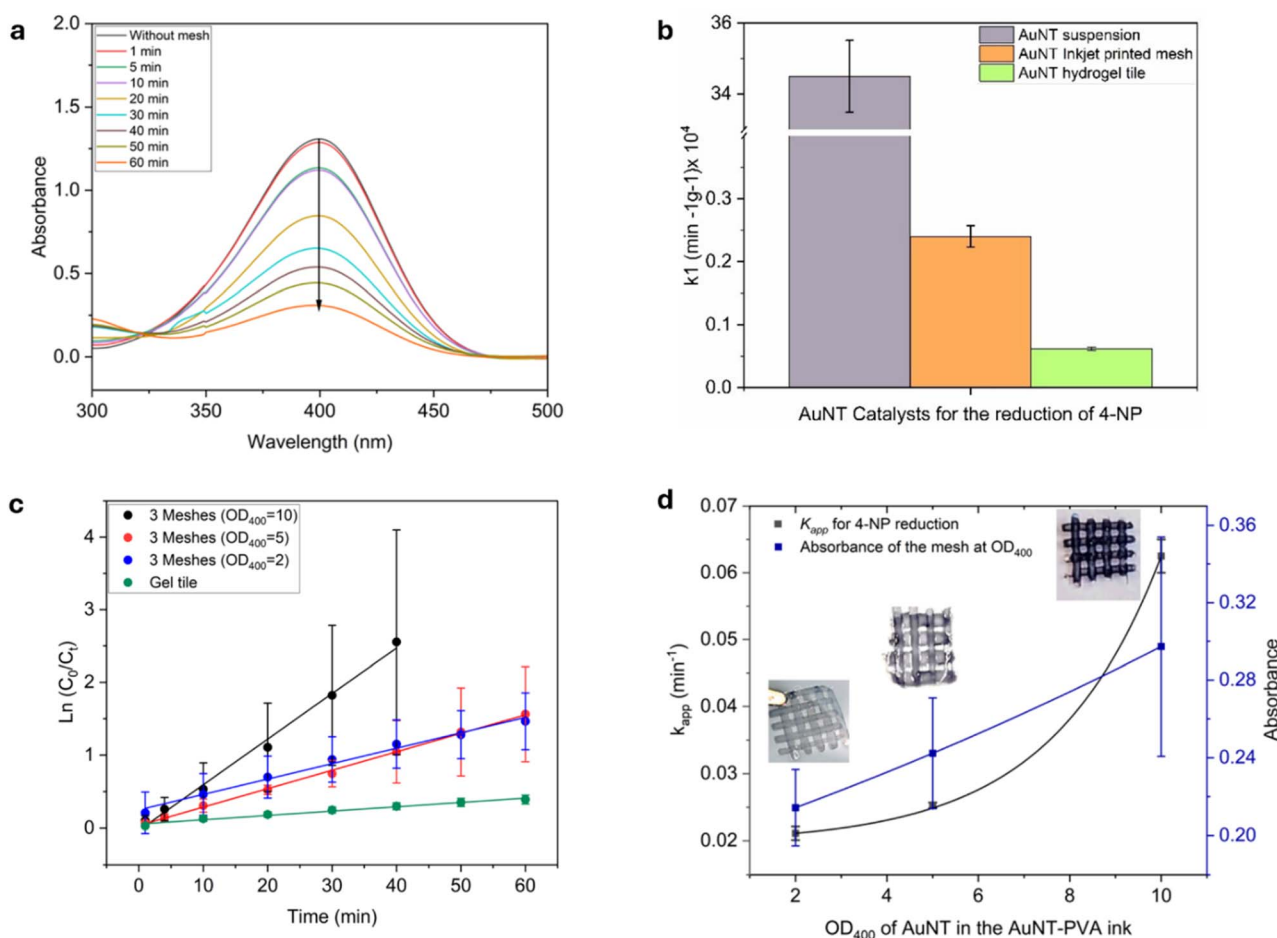 a
2.0
1.5
1.0
0.5
0.0
Absorbance
Without mesh
1 min
5 min
10 min
20 min
30 min
40 min
50 min
60 min
300
350
400
450
500
Wavelength (nm)
b
36
34
0.2
0.1
0.0
k1 (min -1g-1)x 10⁴
AuNT suspension
AuNT Inkjet printed mesh
AuNT hydrogel tile
AuNT Catalysts for the reduction of 4-NP
c
4
3
2
1
0
Ln (C₀/Cₜ)
3 Meshes (OD₄₀₀=10)
3 Meshes (OD₄₀₀=5)
3 Meshes (OD₄₀₀=2)
Gel tile
0
10
20
30
40
50
60
Time (min)
d
0.07
0.06
0.05
0.04
0.03
0.02
kₐₚₚ (min⁻¹)
Kₐₚₚ for 4-NP reduction
Absorbance of the mesh at OD₄₀₀
0.36
0.32
0.28
0.24
0.20
Absorbance
2
4
6
8
10
OD₄₀₀ of AuNT in the AuNT-PVA ink